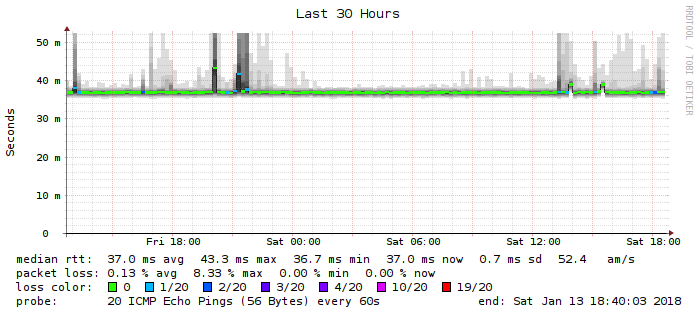 Last 30 Hours
RRDTOOL / TOBI OETIKER
Seconds
50 m
40 m
30 m
20 m
10 m
0
Fri 18:00 Sat 00:00 Sat 06:00 Sat 12:00 Sat 18:00
median rtt: 37.0 ms avg 43.3 ms max 36.7 ms min 37.0 ms now 0.7 ms sd 52.4 am/s
packet loss: 0.13 % avg 8.33 % max 0.00 % min 0.00 % now
loss color: 0 1/20 2/20 3/20 4/20 10/20 19/20
probe: 20 ICMP Echo Pings (56 Bytes) every 60s end: Sat Jan 13 18:40:03 2018